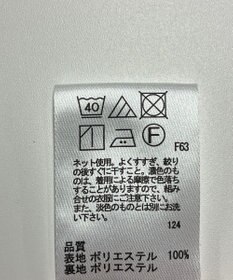 40
F
F63
ネット使用。よくすすぎ、絞り
の後すぐに干すこと。濃色のも
のは、着用による摩擦で色落ち
することがありますので、組み
合せの衣服にご注意下さい。
また、淡色のものとは別にお洗
い下さい。
124
品質
表地 ポリエステル 100%
裏地 ポリエステル